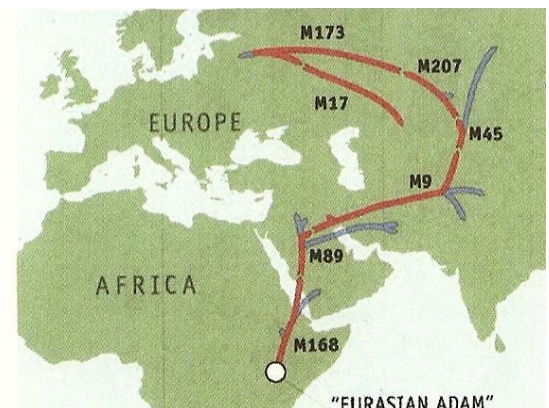 M173
M207
M17
EUROPE
M45
M9
M89
AFRICA
M168
"EURASIAN ADAM"